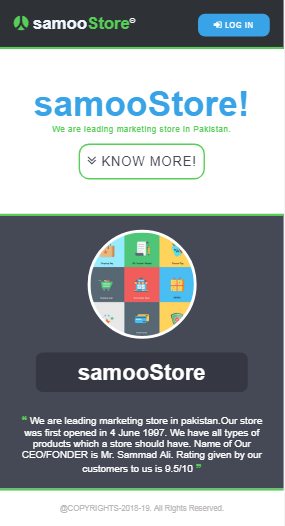 samooStore©
LOG IN
samooStore!
We are leading marketing store in Pakistan.
KNOW MORE!
samooStore
❝ We are leading marketing store in pakistan.Our store
was first opened in 4 June 1997. We have all types of
products which a store should have. Name of Our
CEO/FONDER is Mr. Sammad Ali. Rating given by our
customers to us is 9.5/10 ❞
@COPYRIGHTS-2018-19. All Rights Reserved.